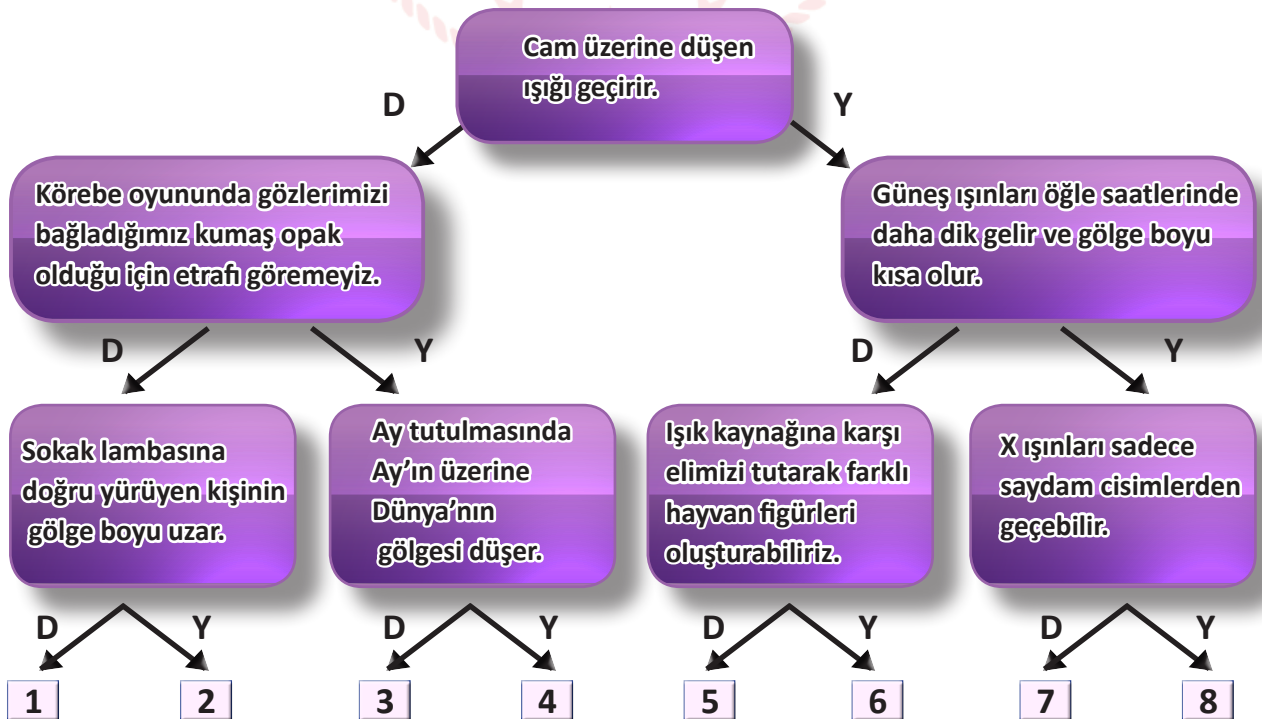 Cam üzerine düşen
ışığı geçirir.
D
Y
Körebe oyununda gözlerimizi
bağladığımız kumaş opak
olduğu için etrafı göremeyiz.
Güneş ışınları öğle saatlerinde
daha dik gelir ve gölge boyu
kısa olur.
D
Y
D
Y
Sokak lambasına
doğru yürüyen kişinin
gölge boyu uzar.
Ay tutulmasında
Ay'ın üzerine
Dünya'nın
gölgesi düşer.
Işık kaynağına karşı
elimizi tutarak farklı
hayvan figürleri
oluşturabiliriz.
X ışınları sadece
saydam cisimlerden
geçebilir.
D
Y
D
Y
D
Y
D
Y
1
2
3
4
5
6
7
8